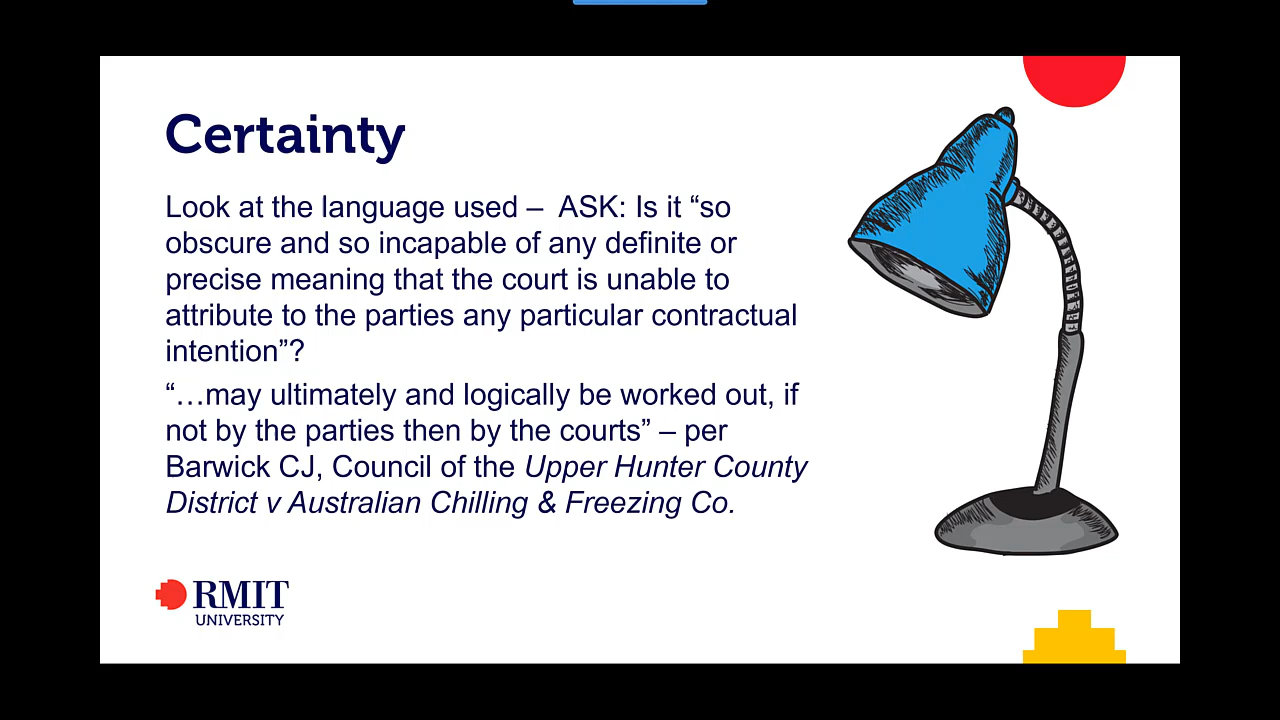 Certainty
Look at the language used –  ASK: Is it “so
obscure and so incapable of any definite or
precise meaning that the court is unable to
attribute to the parties any particular contractual
intention”?
“…may ultimately and logically be worked out, if
not by the parties then by the courts” – per
Barwick CJ, Council of the Upper Hunter County
District v Australian Chilling & Freezing Co.
RMIT
UNIVERSITY